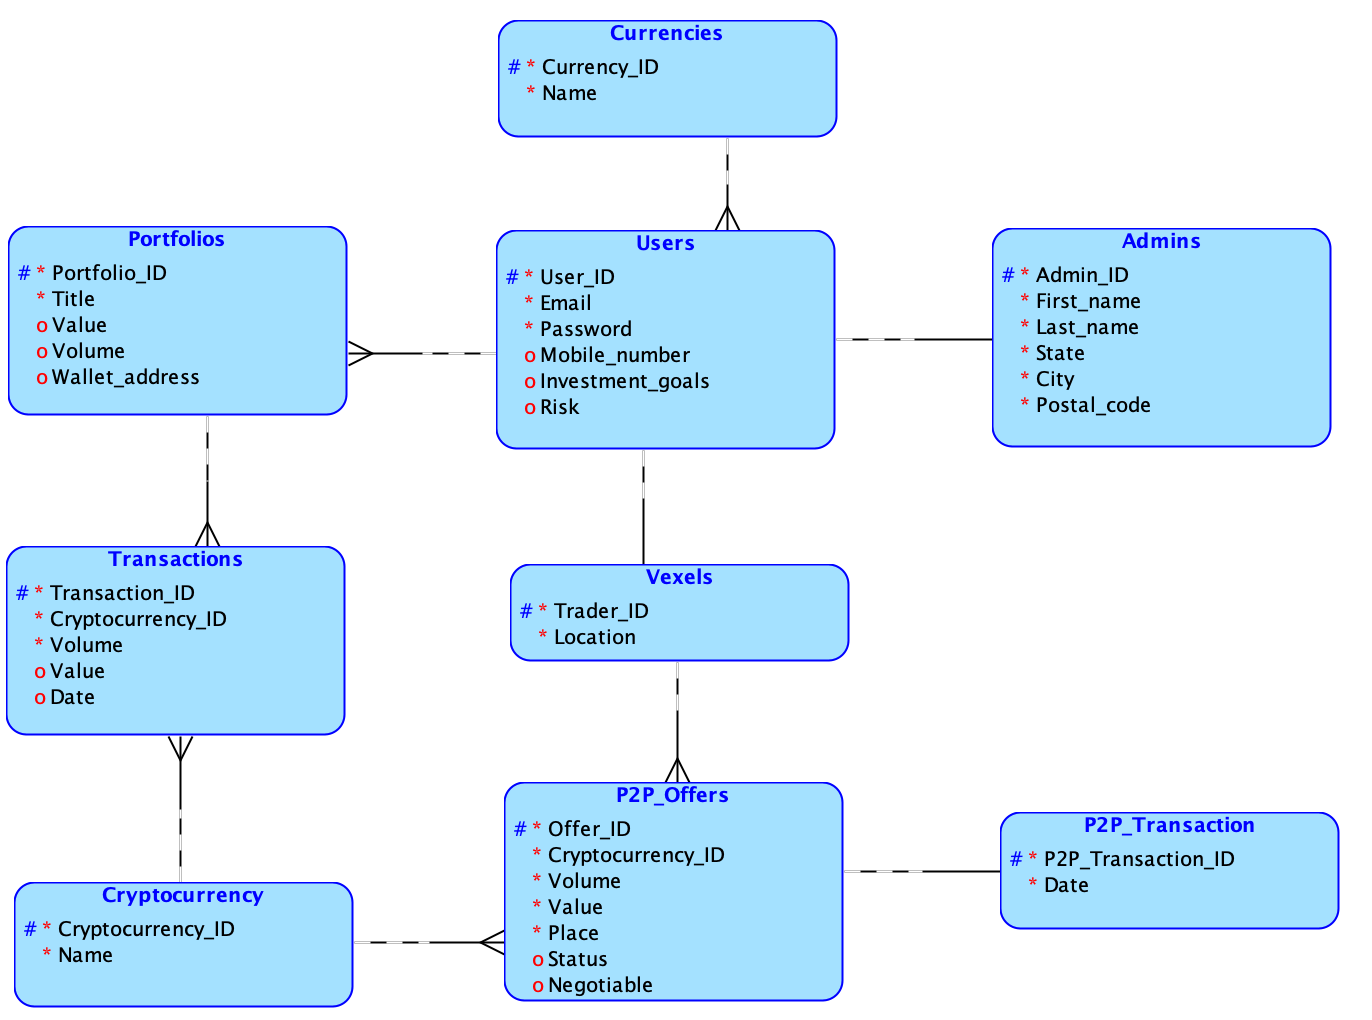 Currencies
# * Currency_ID
* Name
Portfolios
# * Portfolio_ID
* Title
o Value
o Volume
o Wallet_address
Users
# * User_ID
* Email
* Password
o Mobile_number
o Investment_goals
o Risk
Admins
# * Admin_ID
* First_name
* Last_name
* State
* City
* Postal_code
Transactions
# * Transaction_ID
* Cryptocurrency_ID
* Volume
o Value
o Date
Vexels
# * Trader_ID
* Location
Cryptocurrency
# * Cryptocurrency_ID
* Name
P2P_Offers
# * Offer_ID
* Cryptocurrency_ID
* Volume
* Value
* Place
o Status
o Negotiable
P2P_Transaction
# * P2P_Transaction_ID
* Date